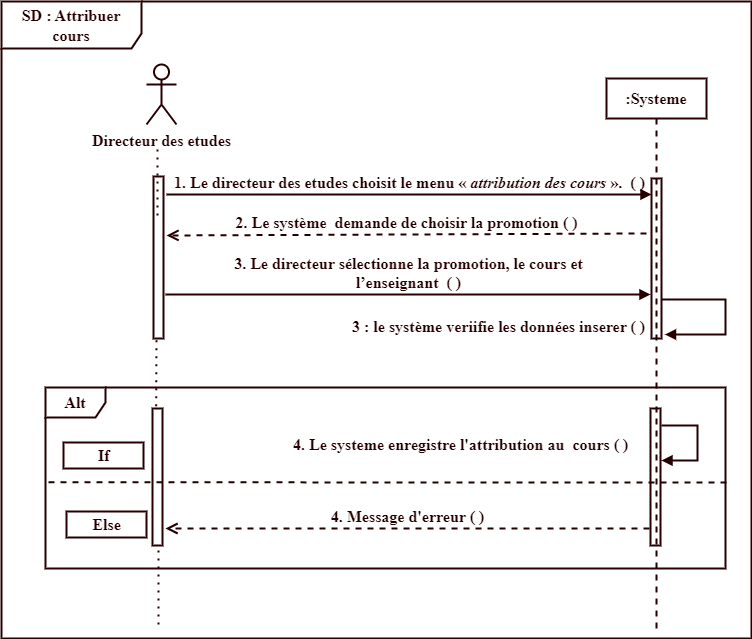 SD : Attribuer
cours
:Systeme
Directeur des etudes
1. Le directeur des etudes choisit le menu « attribution des cours ». ( )
2. Le système demande de choisir la promotion ( )
3. Le directeur sélectionne la promotion, le cours et
l'enseignant ( )
3 : le système veriifie les données inserer ( )
Alt
4. Le systeme enregistre l'attribution au cours ( )
If
4. Message d'erreur ( )
Else